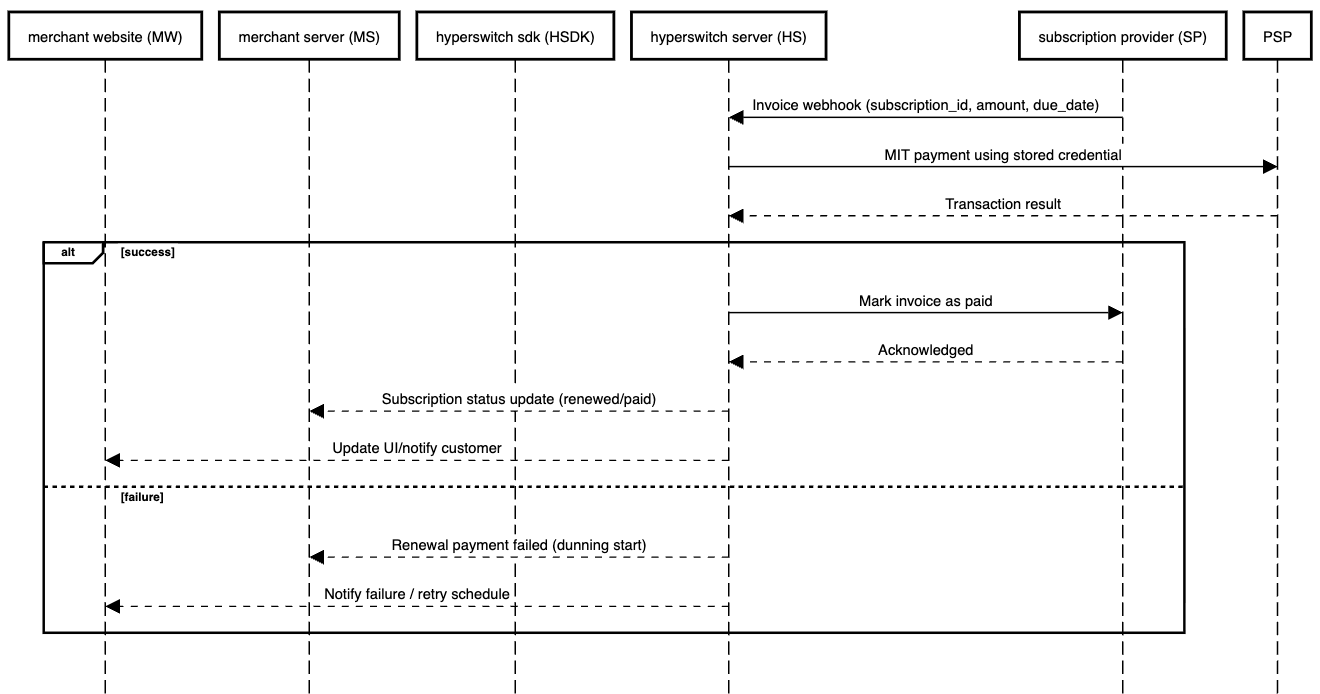 merchant website (MW)
merchant server (MS)
hyperswitch sdk (HSDK)
hyperswitch server (HS)
subscription provider (SP)
PSP
Invoice webhook (subscription_id, amount, due_date)
MIT payment using stored credential
Transaction result
alt
[success]
Mark invoice as paid
Acknowledged
Subscription status update (renewed/paid)
Update UI/notify customer
[failure]
Renewal payment failed (dunning start)
Notify failure / retry schedule